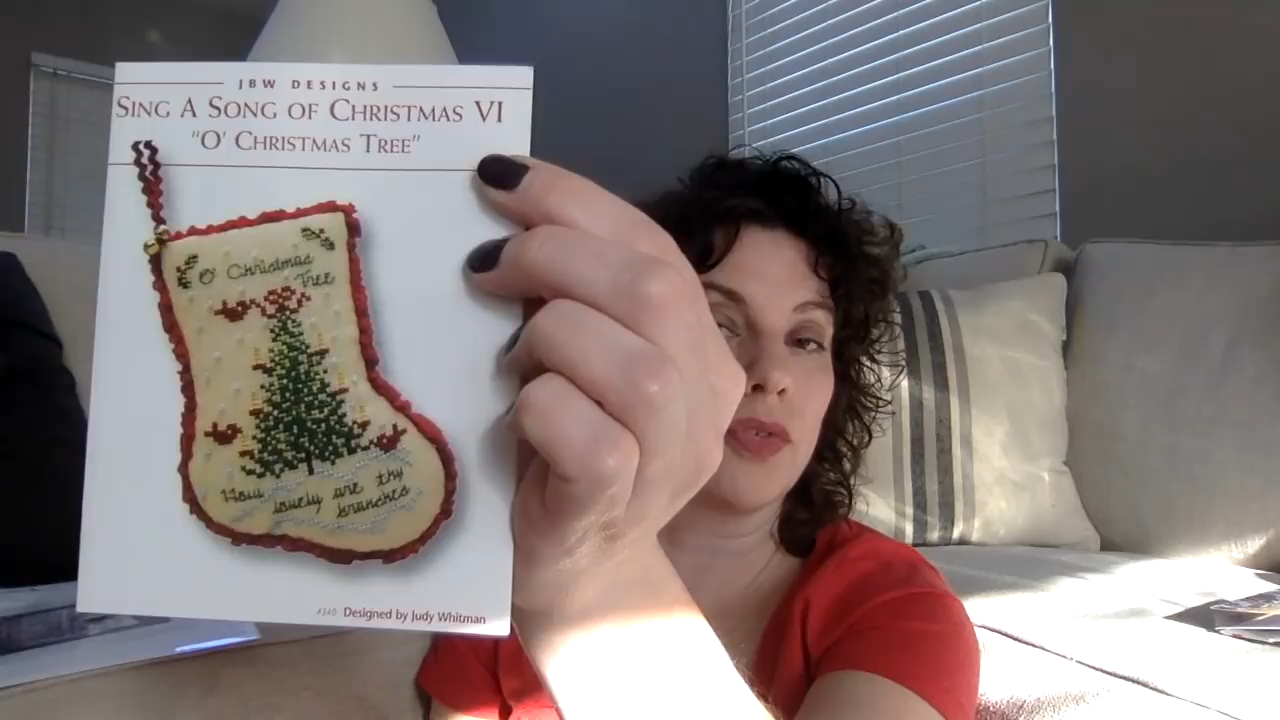 JBW DESIGNS
SING A SONG OF CHRISTMAS VI
"O' CHRISTMAS TREE"
O' Christmas
Tree
How lovely are thy
branches
#340 Designed by Judy Whitman